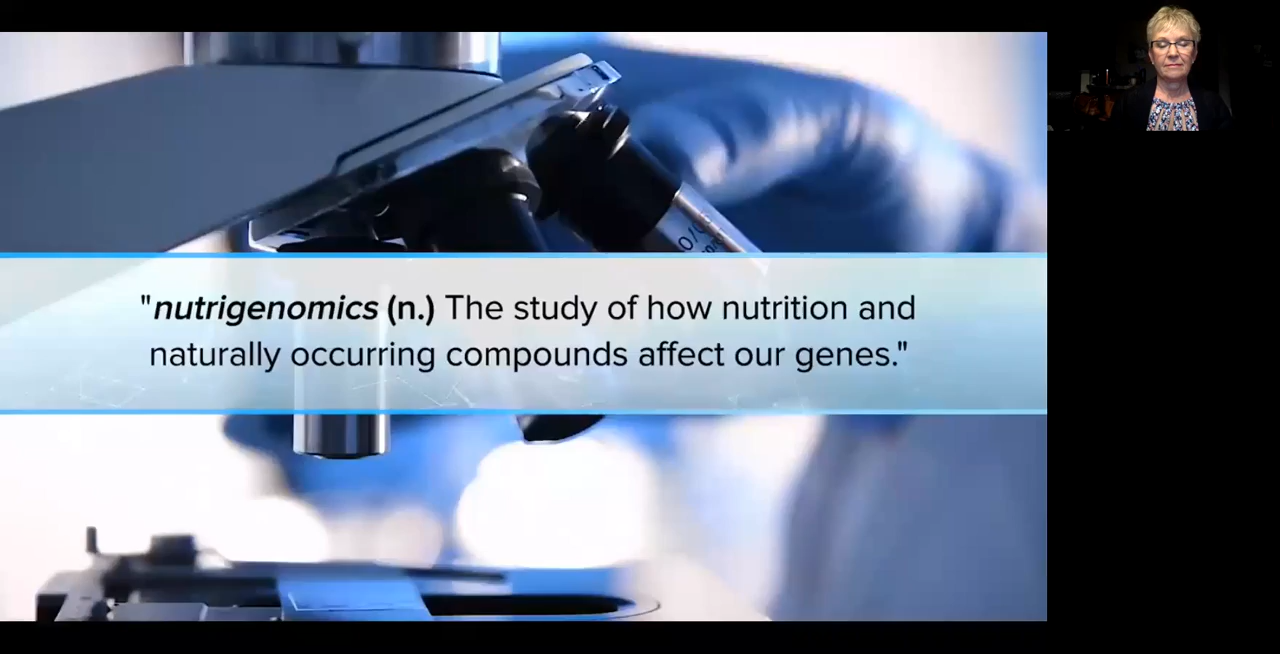 "nutrigenomics (n.) The study of how nutrition and
naturally occurring compounds affect our genes."